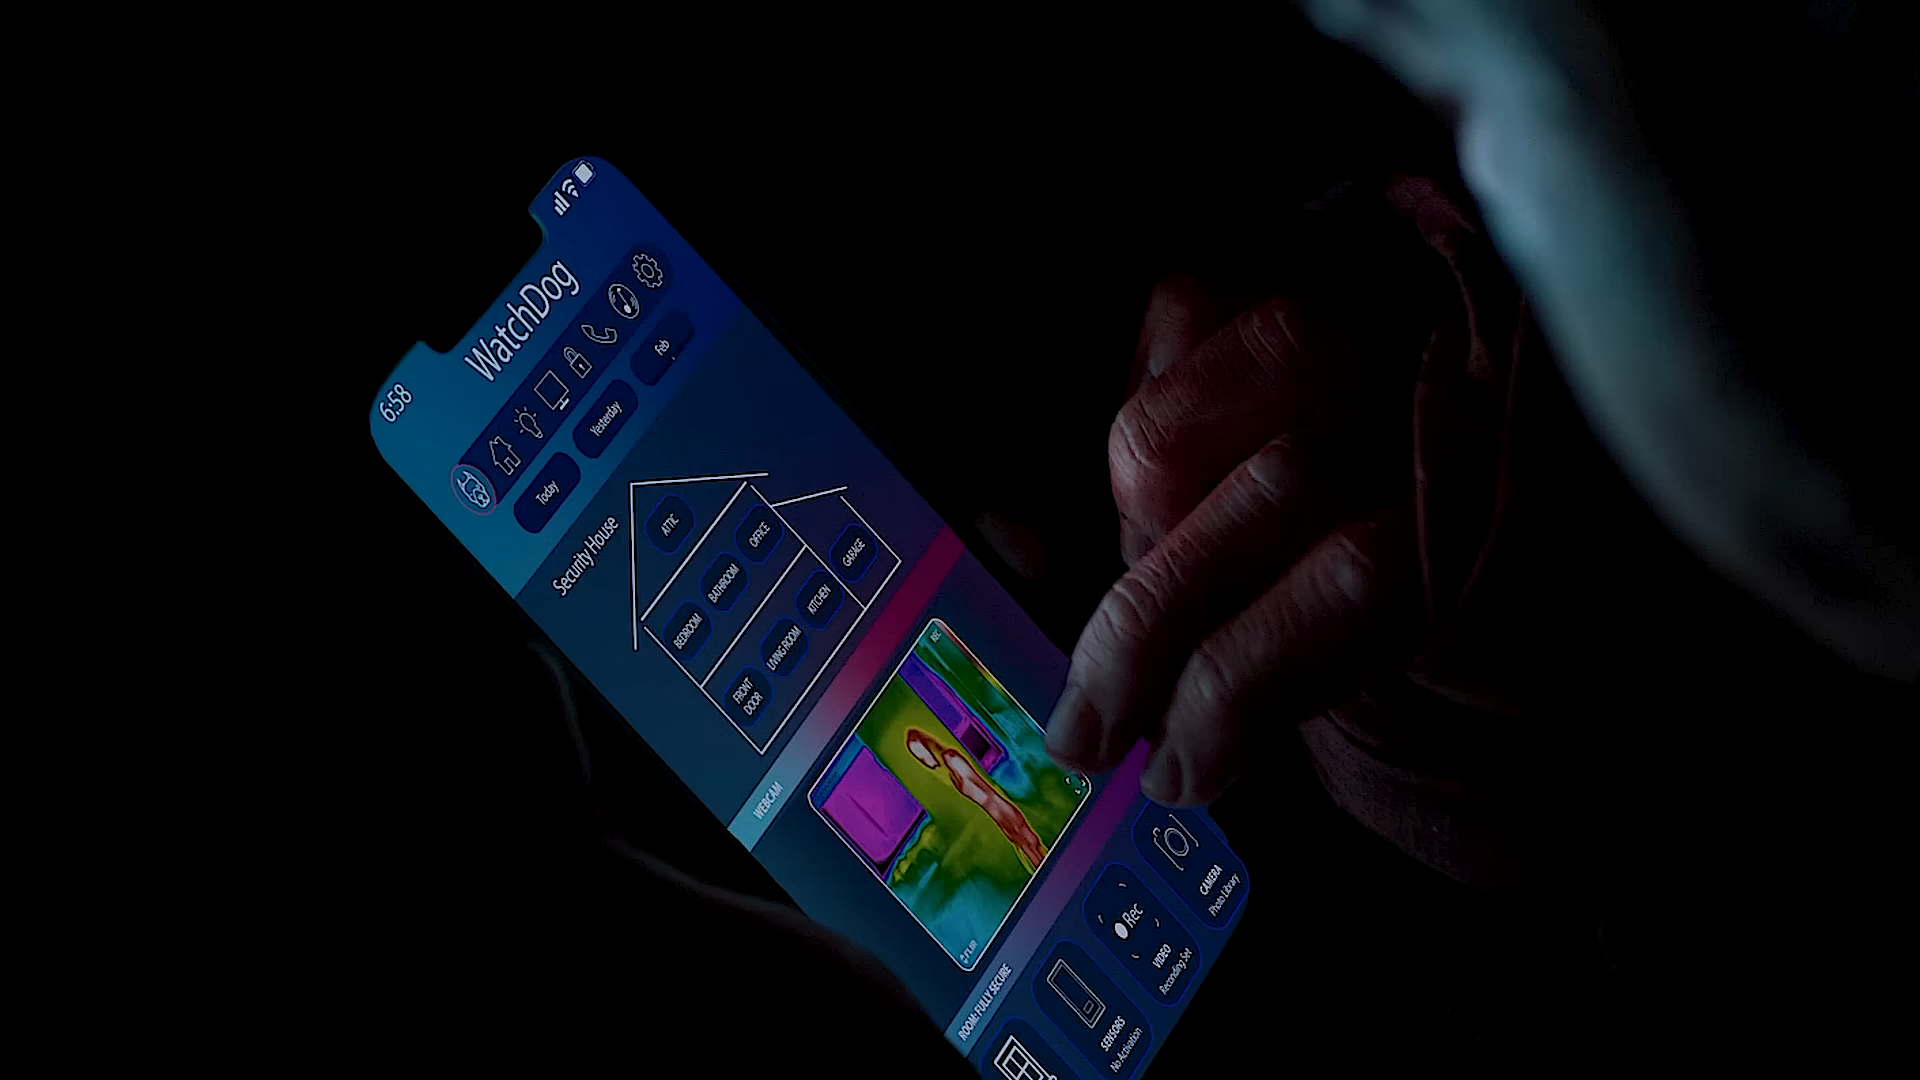 6:58
WatchDog
Today
Yesterday
Feb
Security House
ATTIC
BEDROOM
BATHROOM
OFFICE
FRONT
DOOR
LIVING ROOM
KITCHEN
GARAGE
WEBCAM
REC
FLIR
ROOM: FULLY SECURE
SENSORS
No Activation
Rec
VIDEO
Recording Set
CAMERA
Photo Library